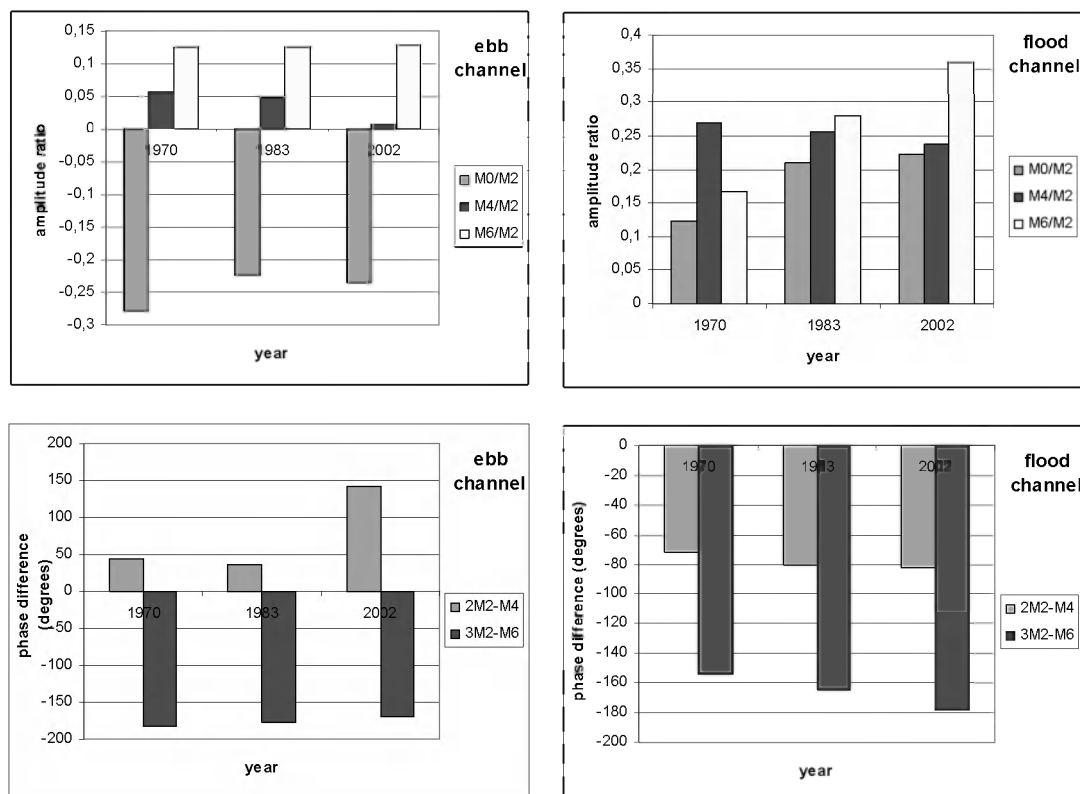 0,15
0,1
0,05
0
-0,05
-0,1
-0,15
-0,2
-0,25
-0,3
amplitude ratio
1970
1983
2002
year
ebb
channel
M0/M2
M4/M2
M6/M2
0,4
0,35
0,3
0,25
0,2
0,15
0,1
0,05
0
amplitude ratio
1970
1983
2002
year
flood
channel
M0/M2
M4/M2
M6/M2
200
150
100
50
0
-50
-100
-150
-200
phase difference
(degrees)
1970
1983
2002
year
ebb
channel
2M2-M4
3M2-M6
0
-20
-40
-60
-80
-100
-120
-140
-160
-180
-200
phase difference (degrees)
1970
1983
2002
year
flood
channel
2M2-M4
3M2-M6